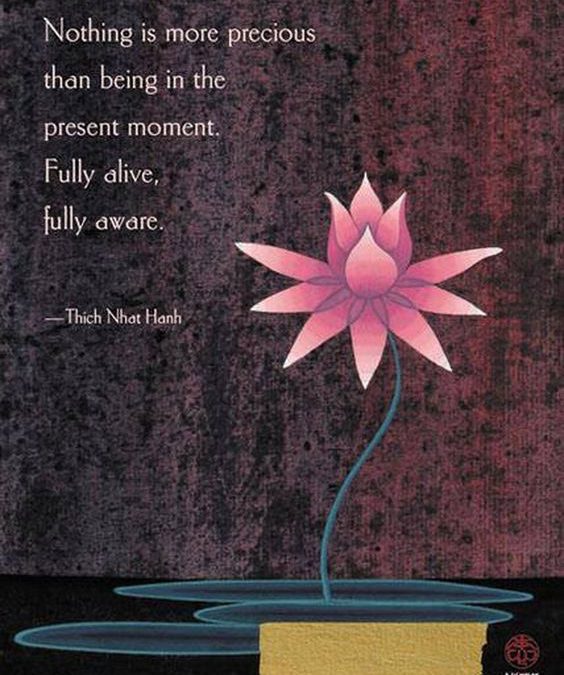 Nothing is more precious
than being in the
present moment.
Fully alive,
fully aware.
—Thich Nhat Hanh